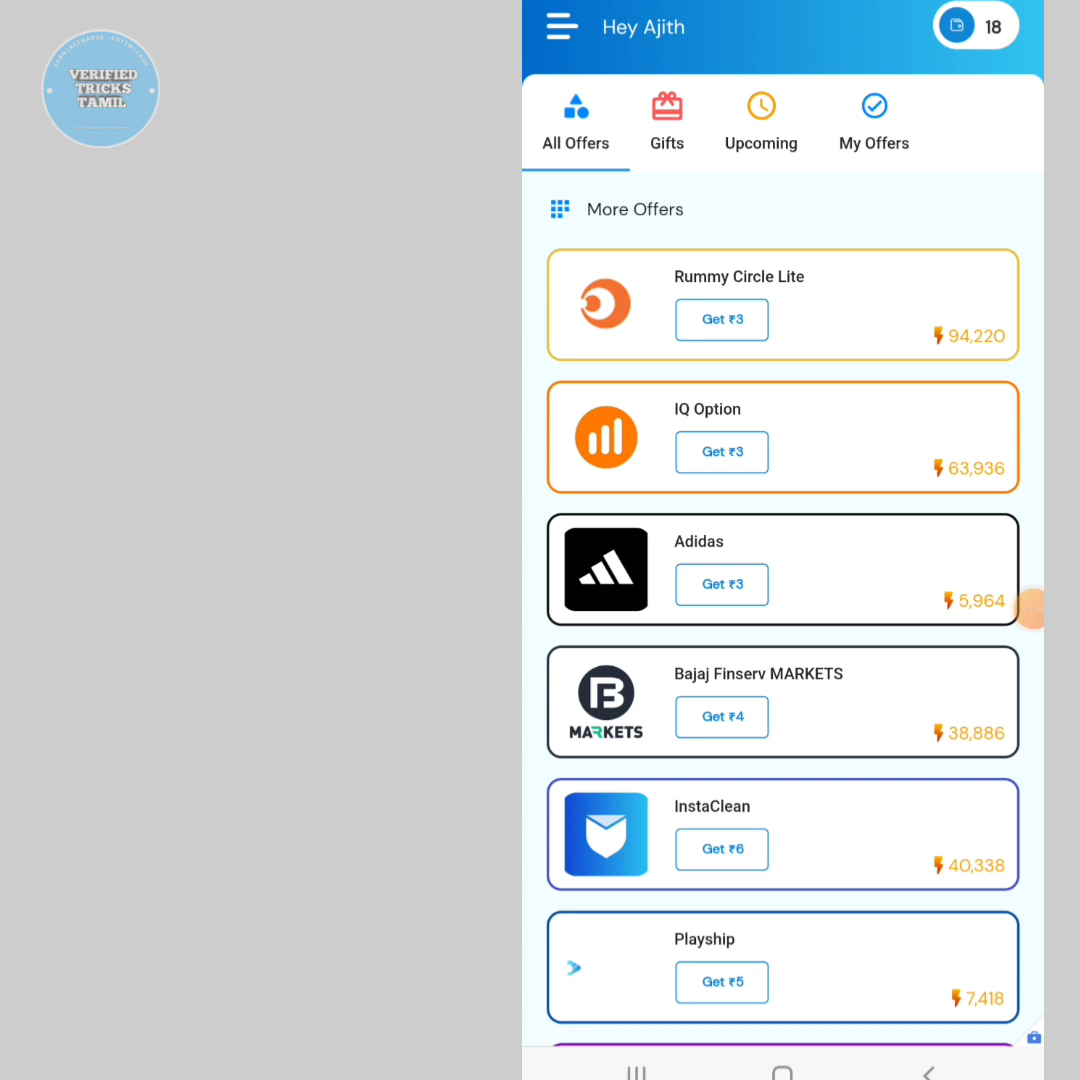 VERIFIED
TRICKS
TAMIL
Hey Ajith
18
All Offers
Gifts
Upcoming
My Offers
More Offers
Rummy Circle Lite
Get ₹3
94,220
IQ Option
Get ₹3
63,936
Adidas
Get ₹3
5,964
Bajaj Finserv MARKETS
Get ₹4
MARKETS
38,886
InstaClean
Get ₹6
40,338
Playship
Get ₹5
7,418